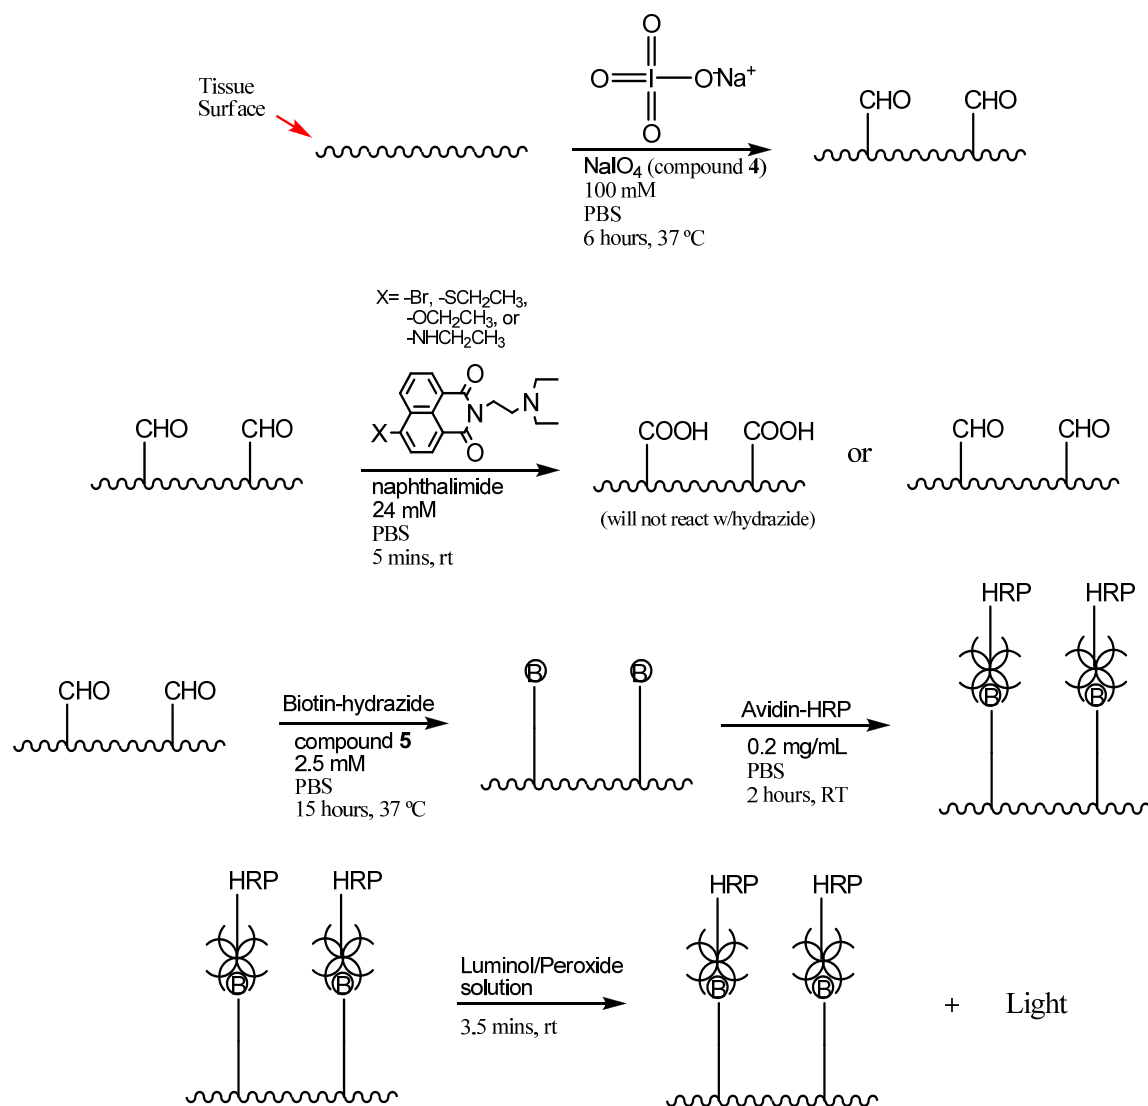 Tissue
Surface
O
O I O⁻Na⁺
O
CHO CHO
NaIO₄ (compound 4)
100 mM
PBS
6 hours, 37 ºC
X= -Br, -SCH₂CH₃,
-OCH₂CH₃, or
-NHCH₂CH₃
O
N
N
X
O
CHO CHO
naphthalimide
24 mM
PBS
5 mins, rt
COOH COOH
(will not react w/hydrazide)
or
CHO CHO
CHO CHO
Biotin-hydrazide
compound 5
2.5 mM
PBS
15 hours, 37 ºC
B B
Avidin-HRP
0.2 mg/mL
PBS
2 hours, RT
HRP HRP
B B
HRP HRP
B B
Luminol/Peroxide
solution
3.5 mins, rt
HRP HRP
B B
+ Light